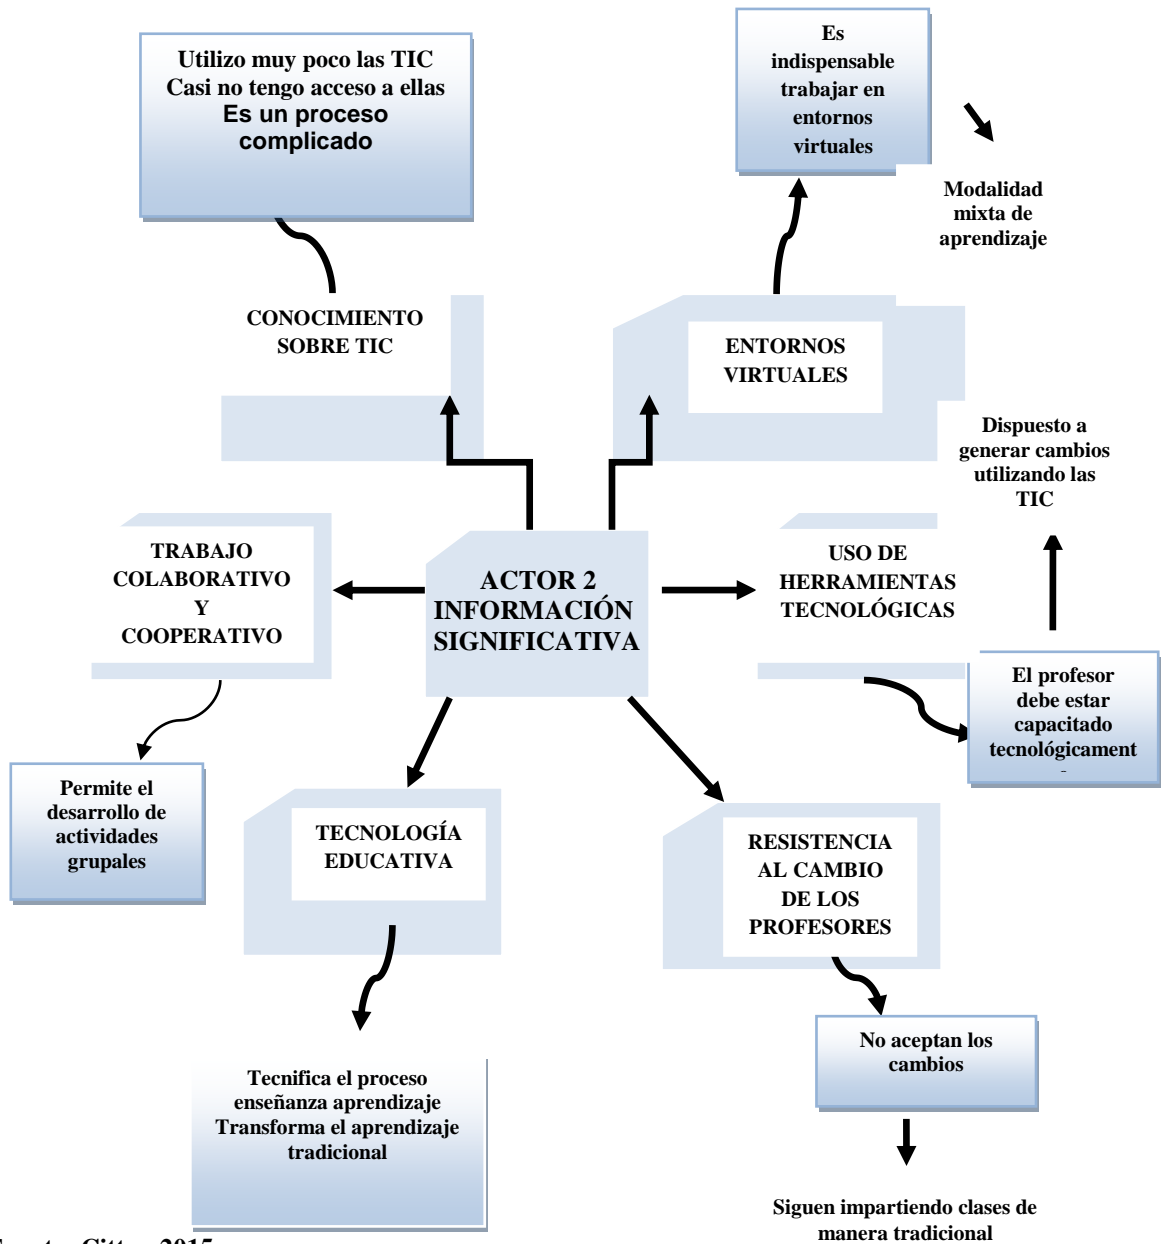 Utilizo muy poco las TIC
Casi no tengo acceso a ellas
Es un proceso
complicado
Es
indispensable
trabajar en
entornos
virtuales
Modalidad
mixta de
aprendizaje
CONOCIMIENTO
SOBRE TIC
ENTORNOS
VIRTUALES
Dispuesto a
generar cambios
utilizando las
TIC
TRABAJO
COLABORATIVO
Y
COOPERATIVO
ACTOR 2
INFORMACIÓN
SIGNIFICATIVA
USO DE
HERRAMIENTAS
TECNOLÓGICAS
El profesor
debe estar
capacitado
tecnológicament
Permite el
desarrollo de
actividades
grupales
TECNOLOGÍA
EDUCATIVA
RESISTENCIA
AL CAMBIO
DE LOS
PROFESORES
No aceptan los
cambios
Tecnifica el proceso
enseñanza aprendizaje
Transforma el aprendizaje
tradicional
Siguen impartiendo clases de
manera tradicional